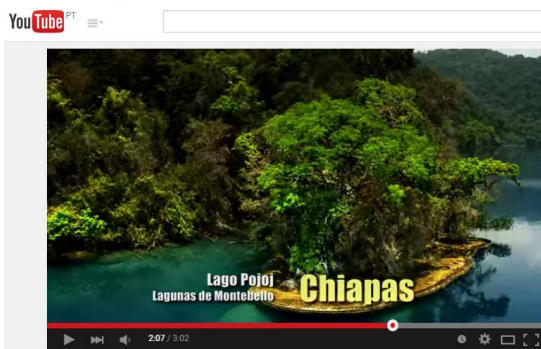 YouTube PT
Lago Pojoj
Lagunas de Montebello
Chiapas
2:07 / 3:02